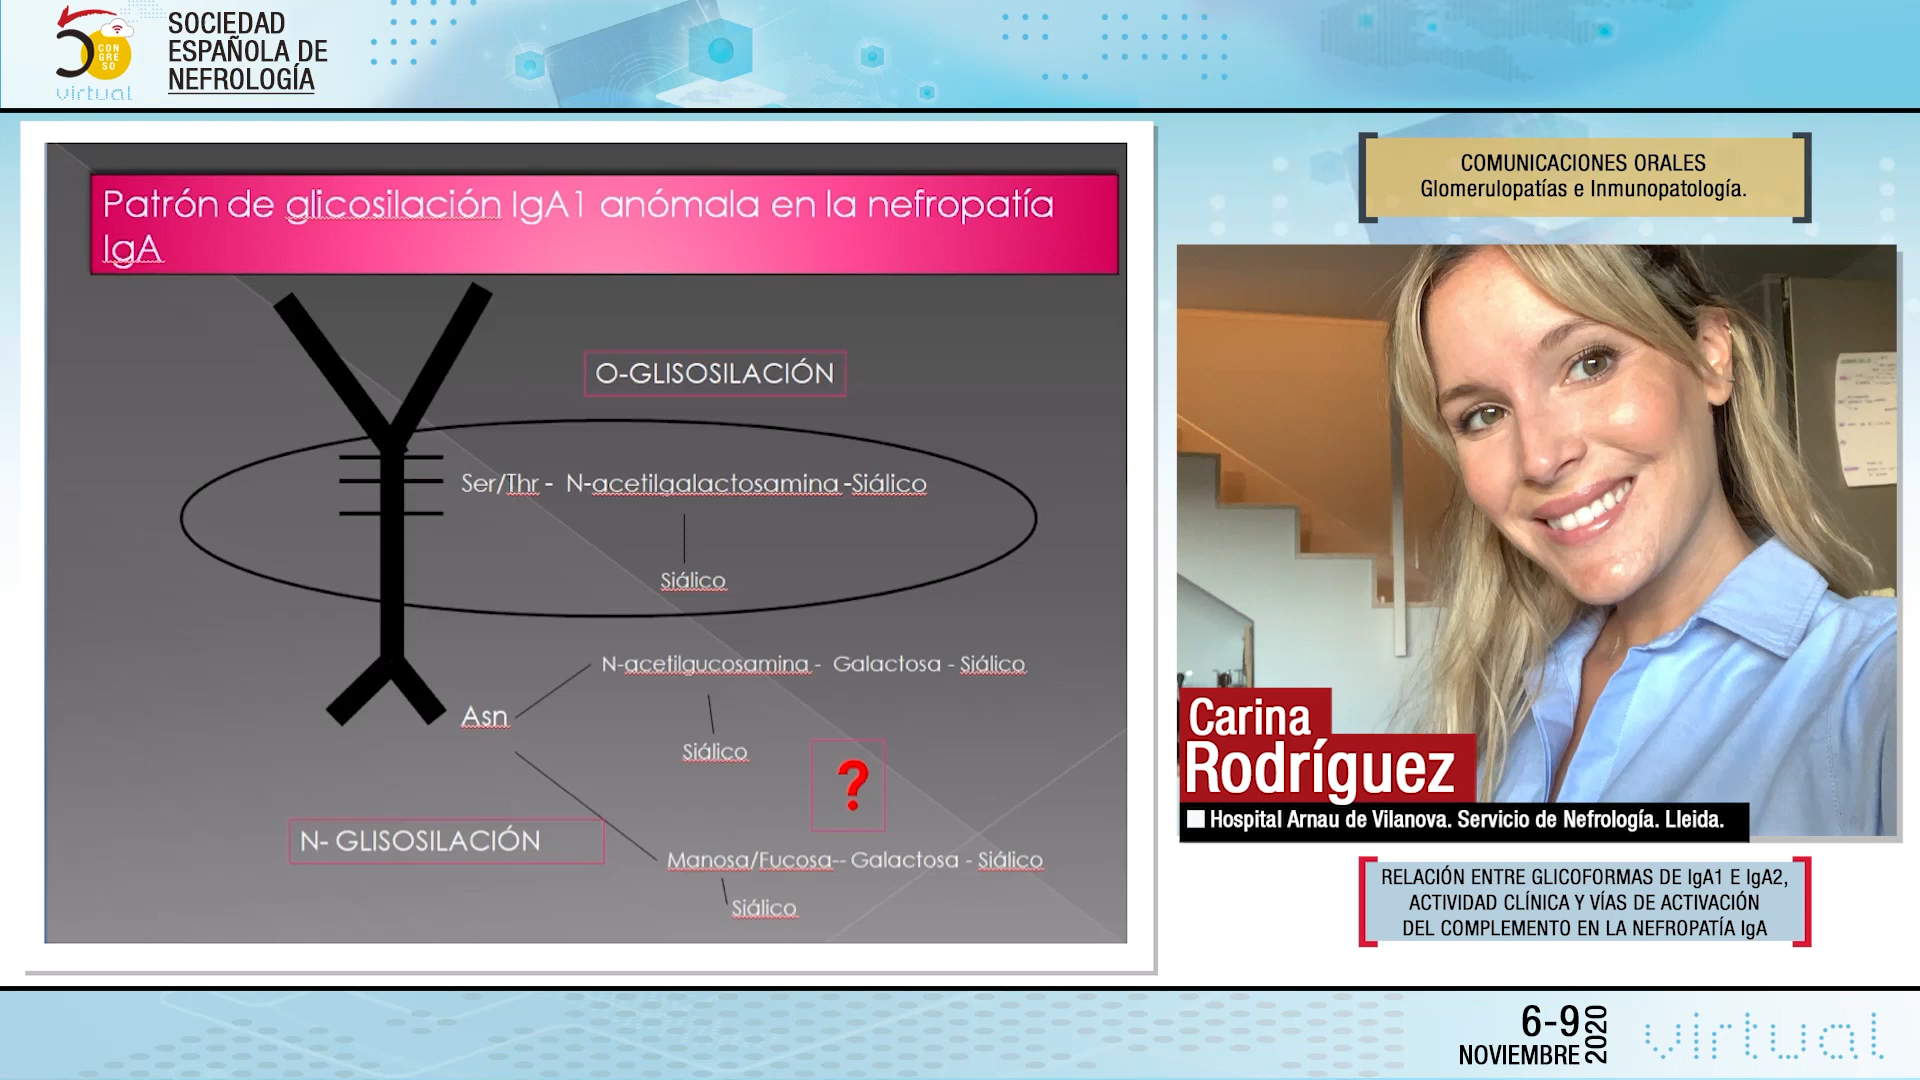 CON
GRE
SO
virtual
SOCIEDAD
ESPAÑOLA DE
NEFROLOGÍA
Patrón de glicosilación IgA1 anómala en la nefropatía
IgA
O-GLISOSILACIÓN
Ser/Thr - N-acetilgalactosamina -Siálico
Siálico
N-acetilgucosamina - Galactosa - Siálico
Asn
Siálico
?
N- GLISOSILACIÓN
Manosa/Fucosa-- Galactosa - Siálico
Siálico
COMUNICACIONES ORALES
Glomerulopatías e Inmunopatología.
Carina
Rodríguez
Hospital Arnau de Vilanova. Servicio de Nefrología. Lleida.
RELACIÓN ENTRE GLICOFORMAS DE IgA1 E IgA2,
ACTIVIDAD CLÍNICA Y VÍAS DE ACTIVACIÓN
DEL COMPLEMENTO EN LA NEFROPATÍA IgA
6-9
NOVIEMBRE
2020
virtual